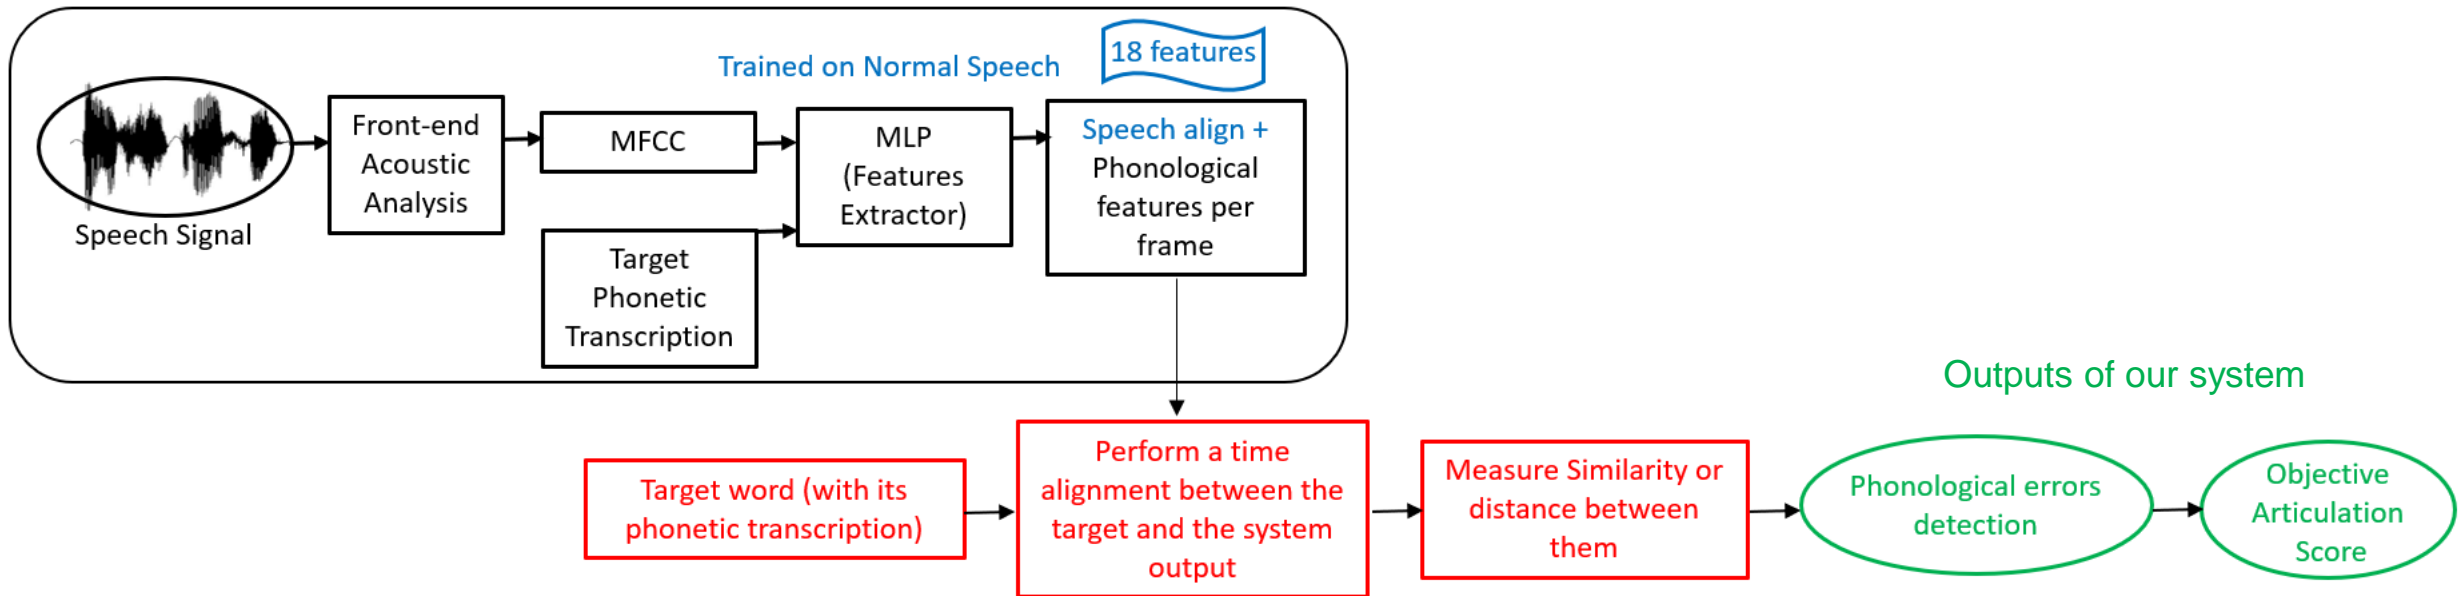 Trained on Normal Speech
18 features
Speech Signal
Front-end
Acoustic
Analysis
MFCC
Target
Phonetic
Transcription
MLP
(Features
Extractor)
Speech align +
Phonological
features per
frame
Target word (with its
phonetic transcription)
Perform a time
alignment between the
target and the system
output
Measure Similarity or
distance between
them
Outputs of our system
Phonological errors
detection
Objective
Articulation
Score